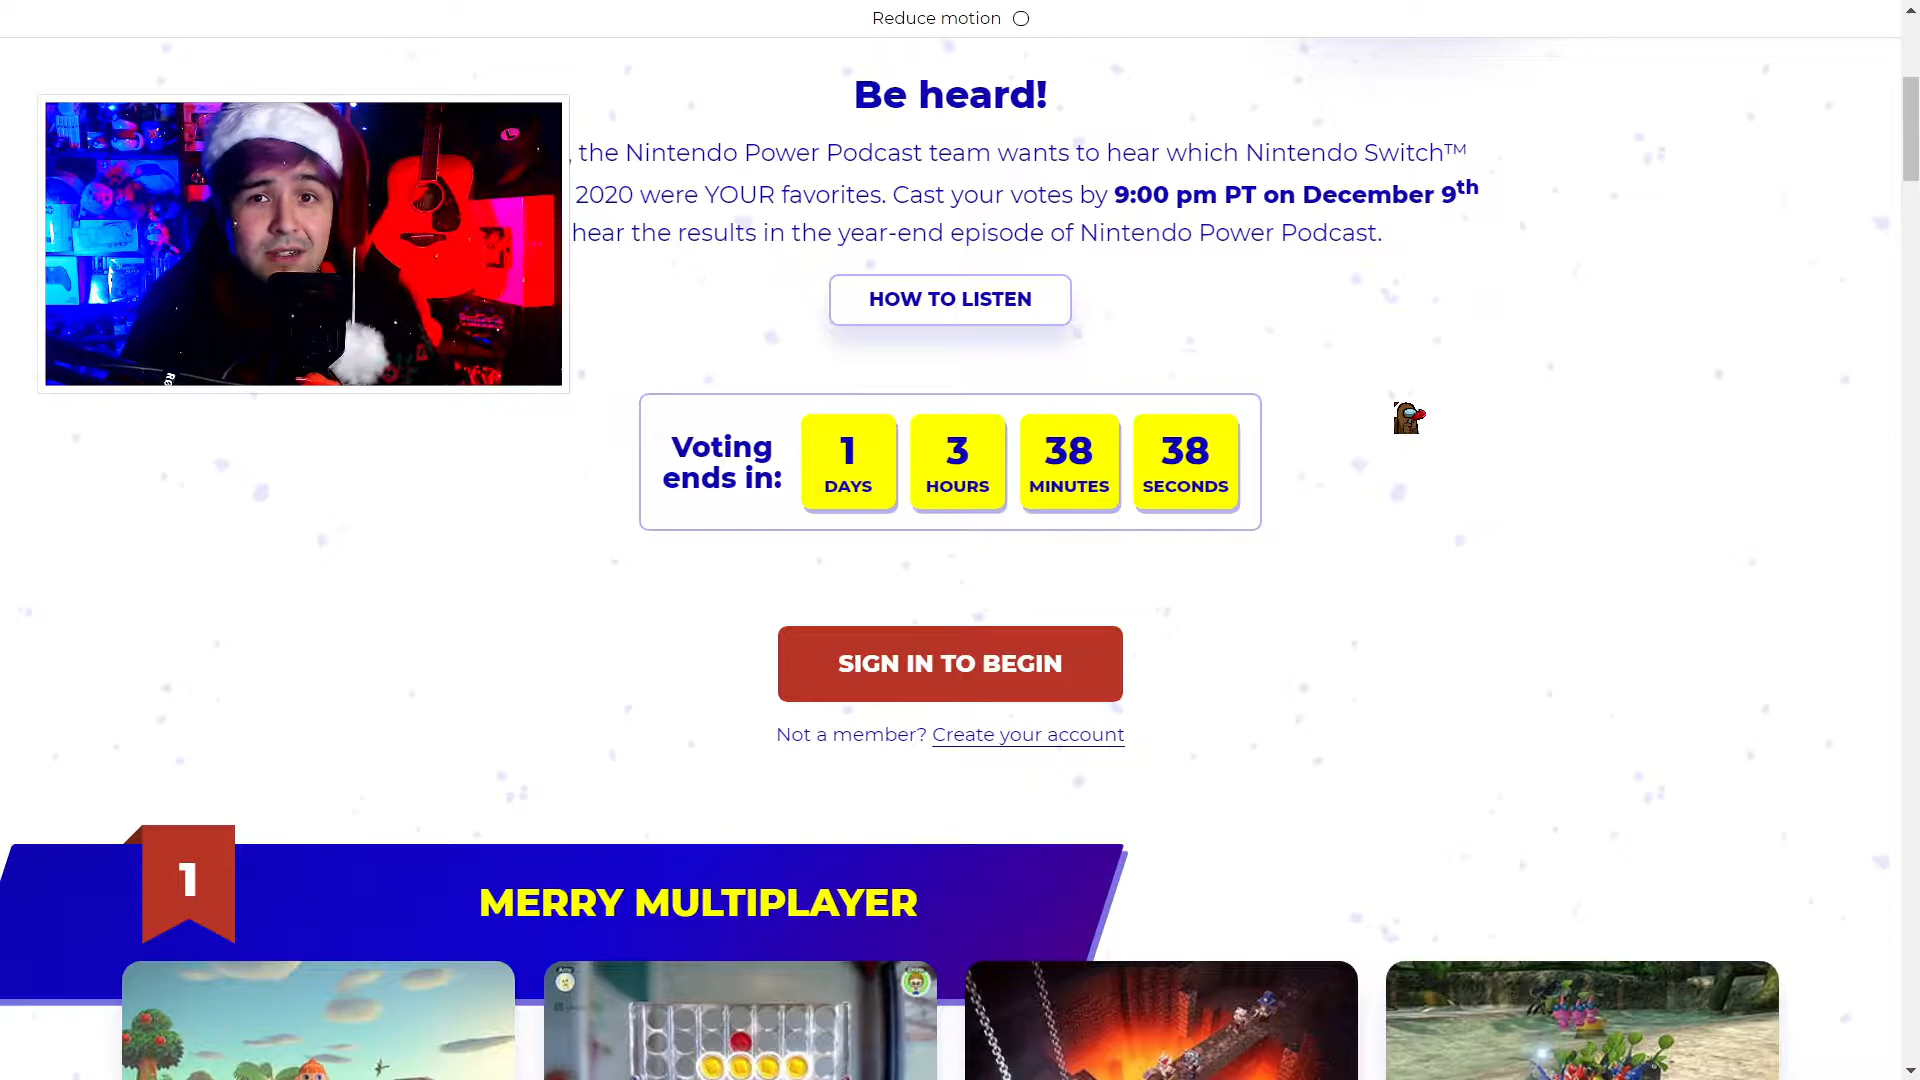 Reduce motion
Be heard!
, the Nintendo Power Podcast team wants to hear which Nintendo Switch™
2020 were YOUR favorites. Cast your votes by 9:00 pm PT on December 9th
hear the results in the year-end episode of Nintendo Power Podcast.
HOW TO LISTEN
Voting
ends in:
1 3 38 38
DAYS HOURS MINUTES SECONDS
SIGN IN TO BEGIN
Not a member? Create your account
1
MERRY MULTIPLAYER